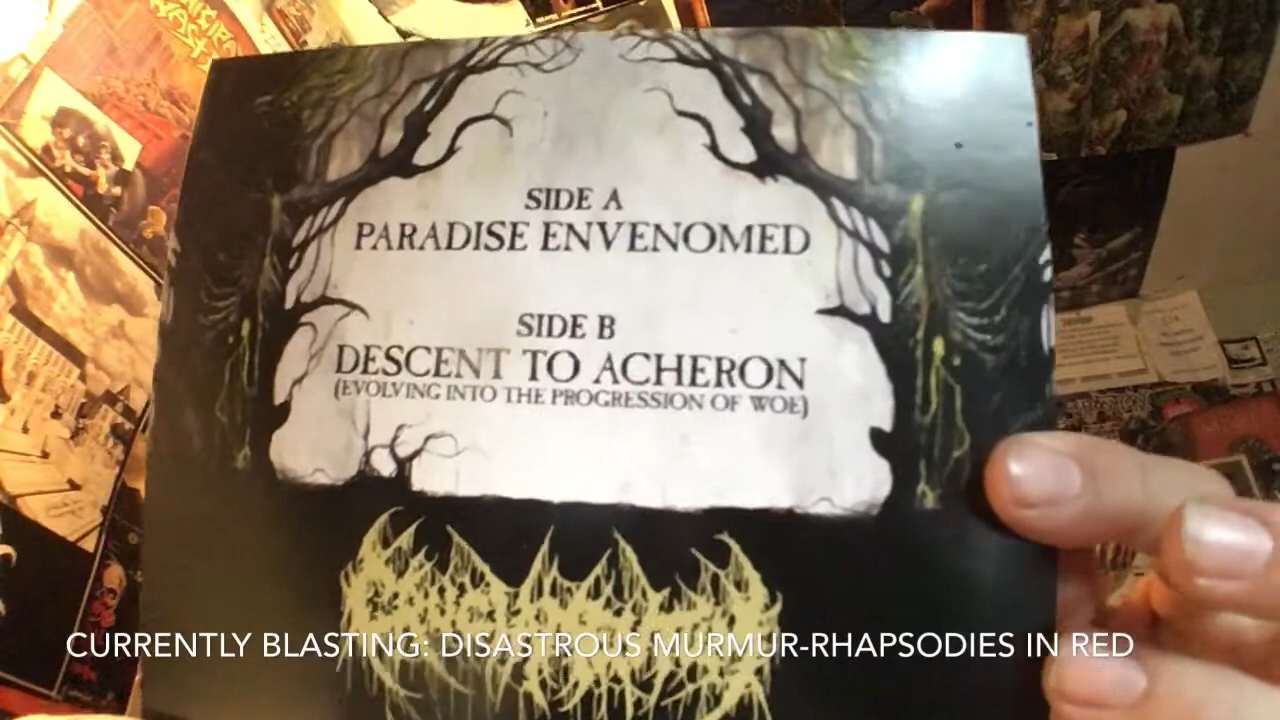 SIDE A
PARADISE ENVENOMED
SIDE B
DESCENT TO ACHERON
(EVOLVING INTO THE PROGRESSION OF WOE)
CURRENTLY BLASTING: DISASTROUS MURMUR-RHAPSODIES IN RED